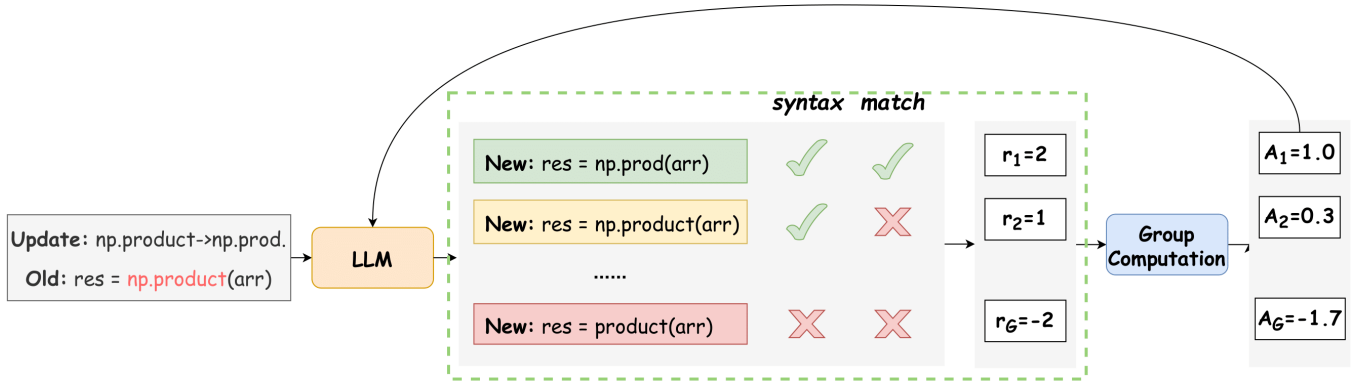 syntax match
New: res = np.prod(arr)
r1=2
A1=1.0
Update: np.product->np.prod.
Old: res = np.product(arr)
LLM
New: res = np.product(arr)
r2=1
Group
Computation
A2=0.3
......
New: res = product(arr)
rG=-2
AG=-1.7